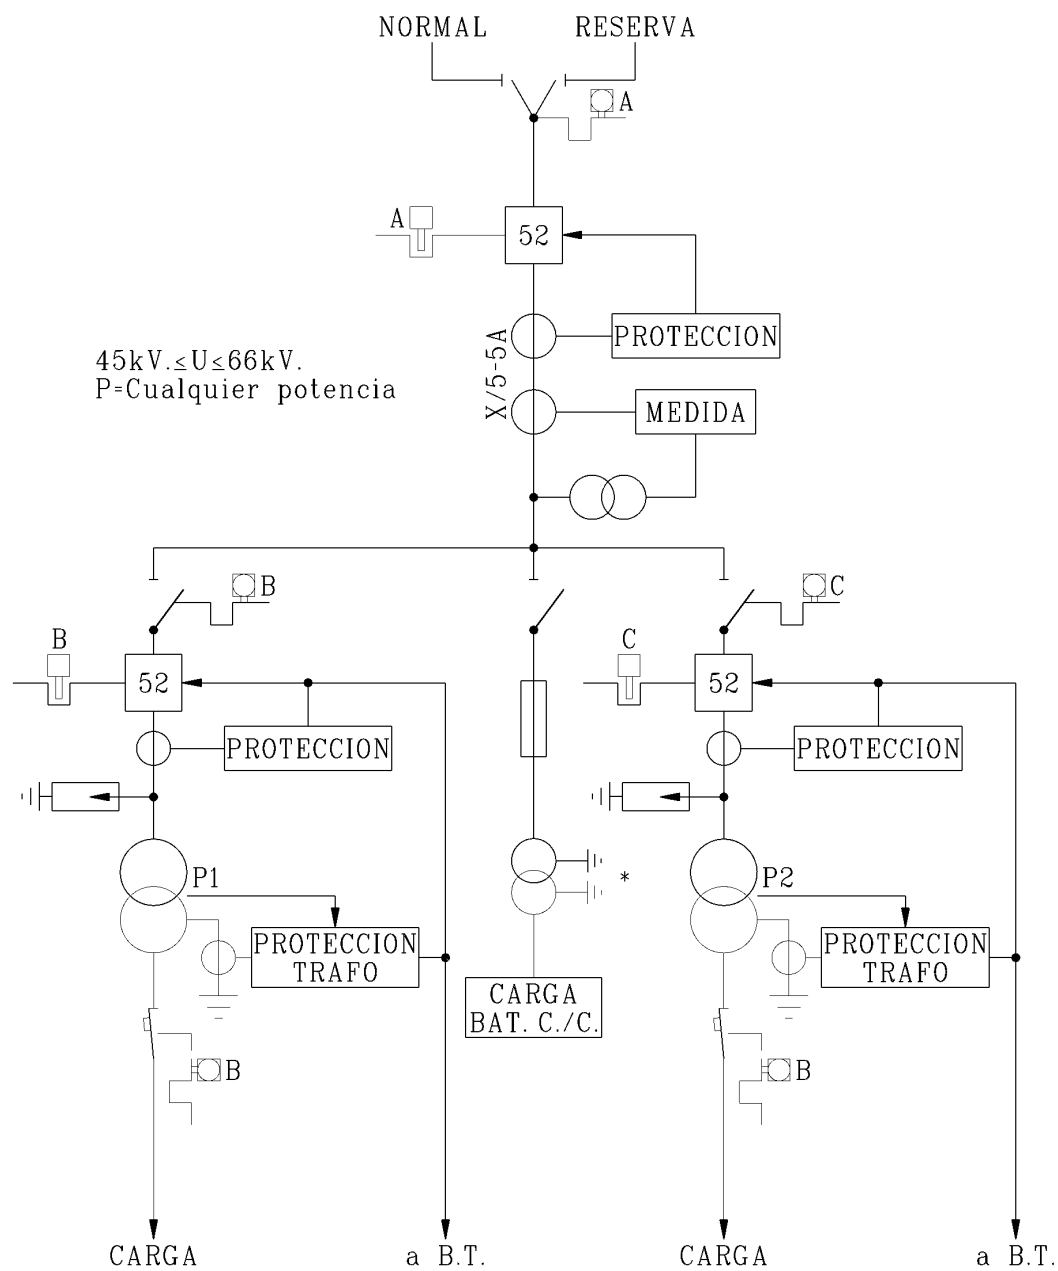 NORMAL
RESERVA
A
A
52
PROTECCION
X/5-5A
45kV.≤U≤66kV.
P=Cualquier potencia
MEDIDA
B
C
B
C
52
52
PROTECCION
PROTECCION
P1
*
P2
PROTECCION
TRAFO
PROTECCION
TRAFO
CARGA
BAT. C./C.
B
B
CARGA
a B.T.
CARGA
a B.T.